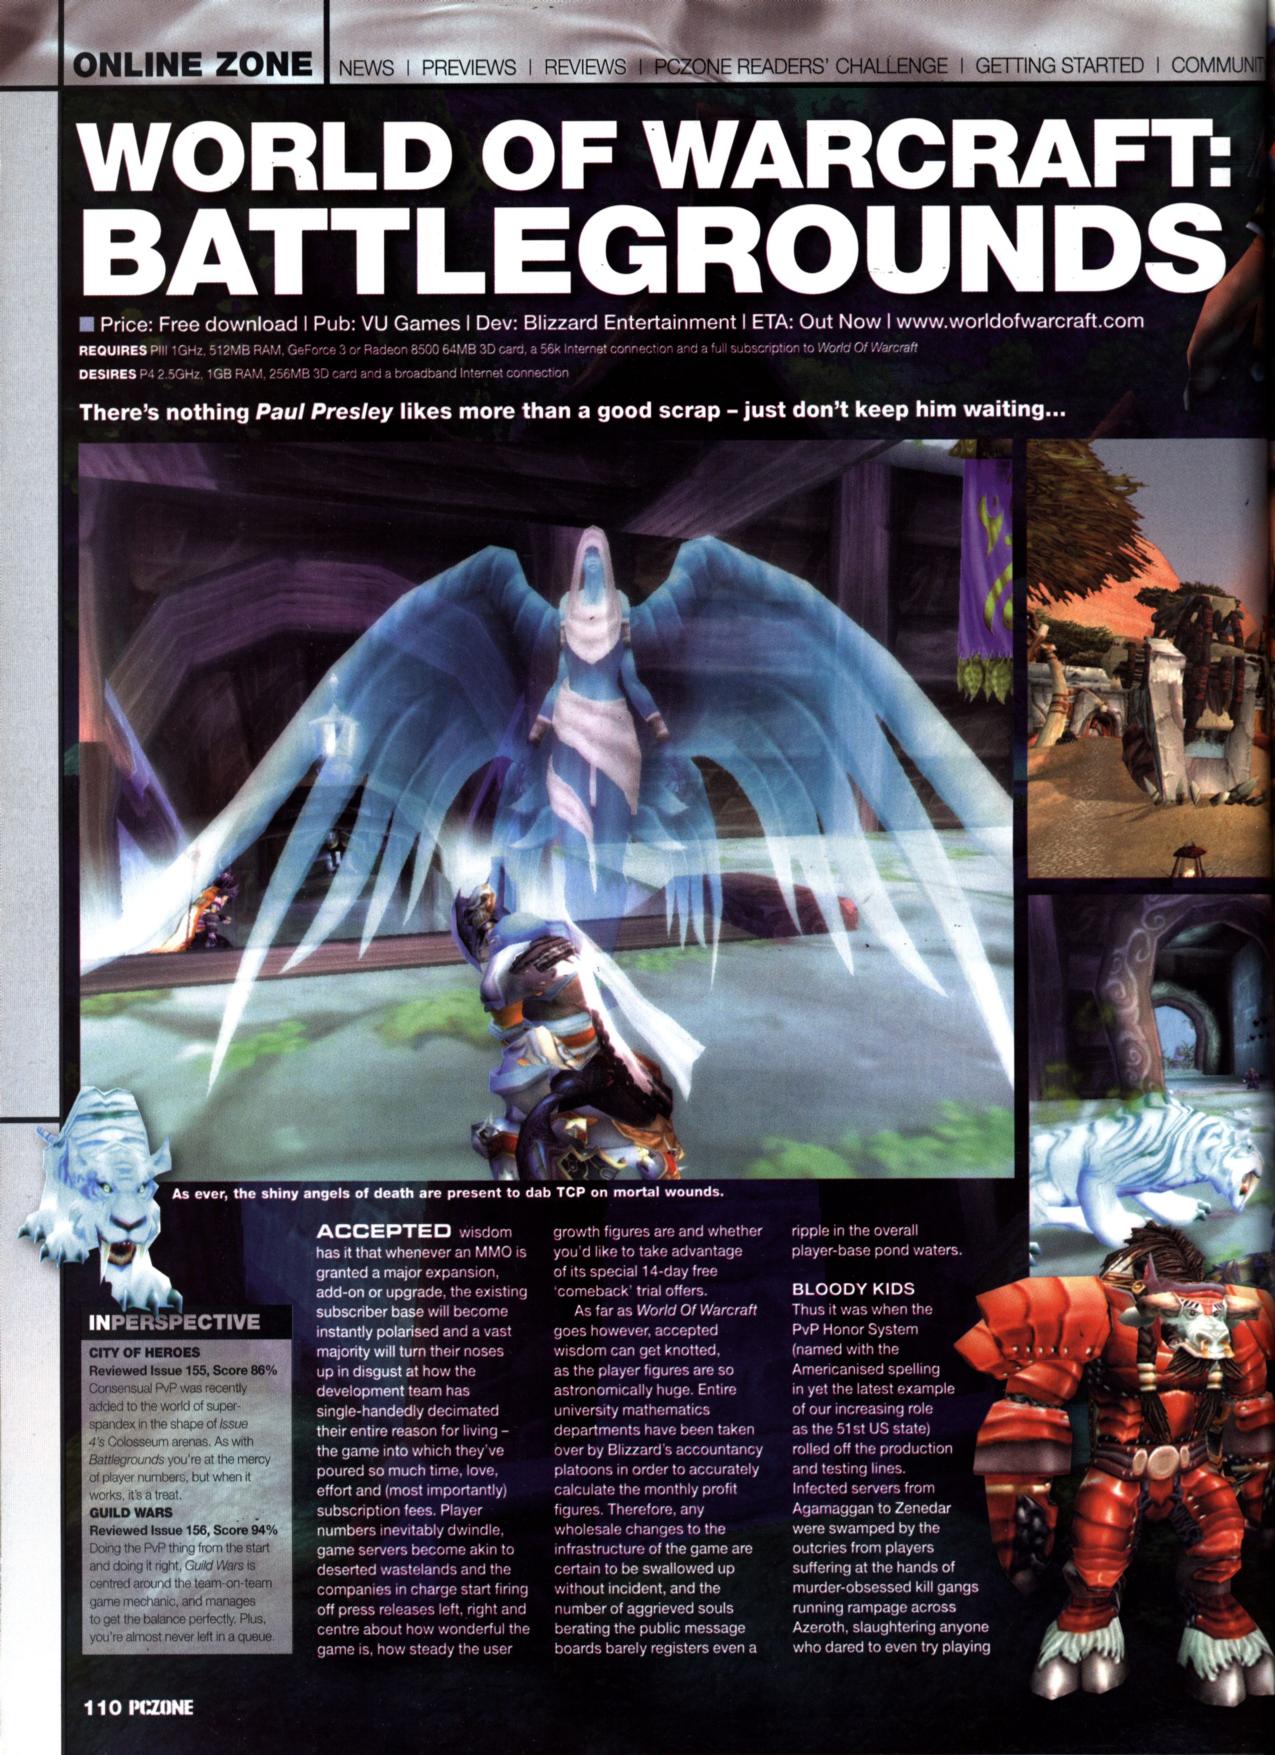 ONLINE ZONE
NEWS | PREVIEWS | REVIEWS | PCZONE READERS' CHALLENGE | GETTING STARTED | COMMUNIT
WORLD OF WARCRAFT:
BATTLEGROUNDS
Price: Free download | Pub: VU Games | Dev: Blizzard Entertainment | ETA: Out Now | www.worldofwarcraft.com
REQUIRES PIII 1GHz, 512MB RAM, GeForce 3 or Radeon 8500 64MB 3D card, a 56k Internet connection and a full subscription to World Of Warcraft
DESIRES P4 2.5GHz, 1GB RAM, 256MB 3D card and a broadband Internet connection
There's nothing Paul Presley likes more than a good scrap – just don't keep him waiting...
As ever, the shiny angels of death are present to dab TCP on mortal wounds.
INPERSPECTIVE
CITY OF HEROES
Reviewed Issue 155, Score 86%
Consensual PvP was recently
added to the world of super-
spandex in the shape of Issue
4's Colosseum arenas. As with
Battlegrounds you're at the mercy
of player numbers, but when it
works, it's a treat.
GUILD WARS
Reviewed Issue 156, Score 94%
Doing the PvP thing from the start
and doing it right, Guild Wars is
centred around the team-on-team
game mechanic, and manages
to get the balance perfectly. Plus,
you're almost never left in a queue.
ACCEPTED wisdom
has it that whenever an MMO is
granted a major expansion,
add-on or upgrade, the existing
subscriber base will become
instantly polarised and a vast
majority will turn their noses
up in disgust at how the
development team has
single-handedly decimated
their entire reason for living –
the game into which they've
poured so much time, love,
effort and (most importantly)
subscription fees. Player
numbers inevitably dwindle,
game servers become akin to
deserted wastelands and the
companies in charge start firing
off press releases left, right and
centre about how wonderful the
game is, how steady the user
growth figures are and whether
you'd like to take advantage
of its special 14-day free
'comeback' trial offers.
As far as World Of Warcraft
goes however, accepted
wisdom can get knotted,
as the player figures are so
astronomically huge. Entire
university mathematics
departments have been taken
over by Blizzard's accountancy
platoons in order to accurately
calculate the monthly profit
figures. Therefore, any
wholesale changes to the
infrastructure of the game are
certain to be swallowed up
without incident, and the
number of aggrieved souls
berating the public message
boards barely registers even a
ripple in the overall
player-base pond waters.
BLOODY KIDS
Thus it was when the
PvP Honor System
(named with the
Americanised spelling
in yet the latest example
of our increasing role
as the 51st US state)
rolled off the production
and testing lines.
Infected servers from
Agamaggan to Zenedar
were swamped by the
outcries from players
suffering at the hands of
murder-obsessed kill gangs
running rampage across
Azeroth, slaughtering anyone
who dared to even try playing
110 PCZONE